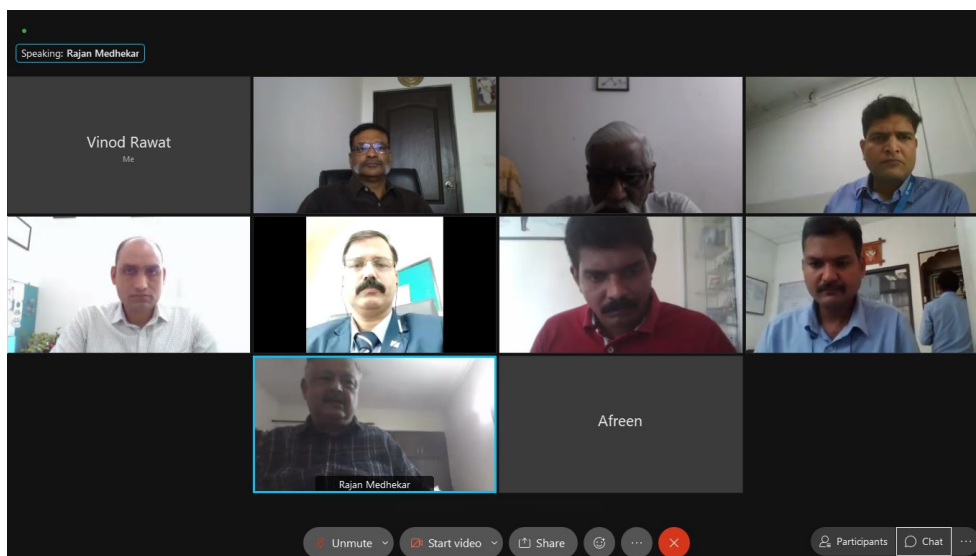 Speaking: Rajan Medhekar
Vinod Rawat
Me
Rajan Medhekar
Afreen
Unmute
Start video
Share
Participants
Chat